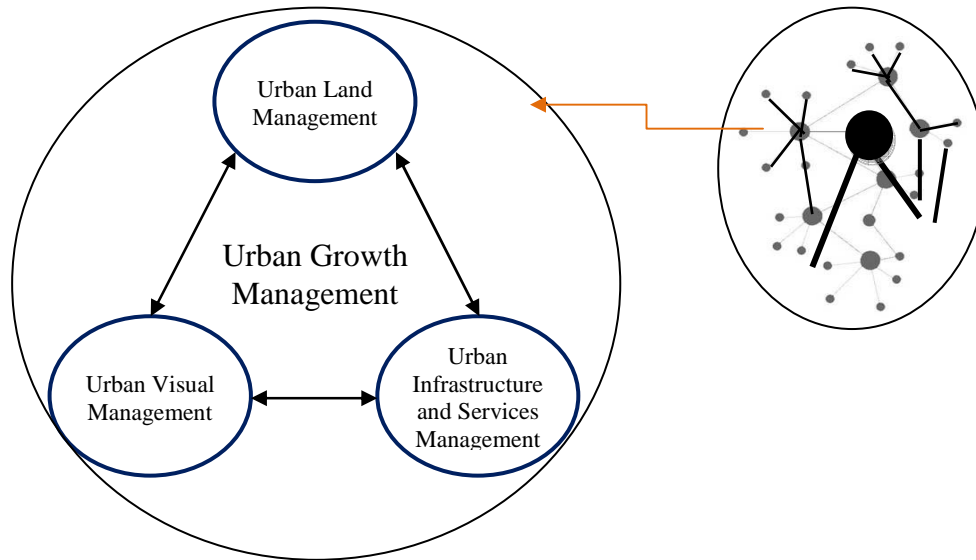 Urban Land
Management
Urban Growth
Management
Urban Visual
Management
Urban
Infrastructure
and Services
Management